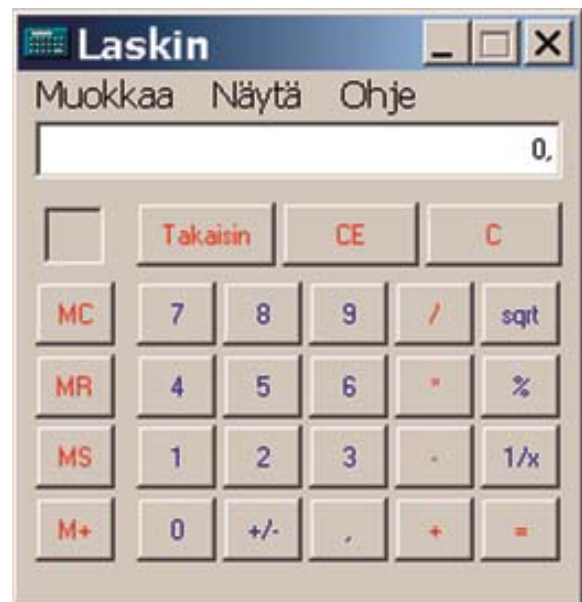 Laskin
Muokkaa Näytä Ohje
0,
Takaisin CE C
MC 7 8 9 / sqrt
MR 4 5 6 * %
MS 1 2 3 - 1/x
M+ 0 +/- , + =